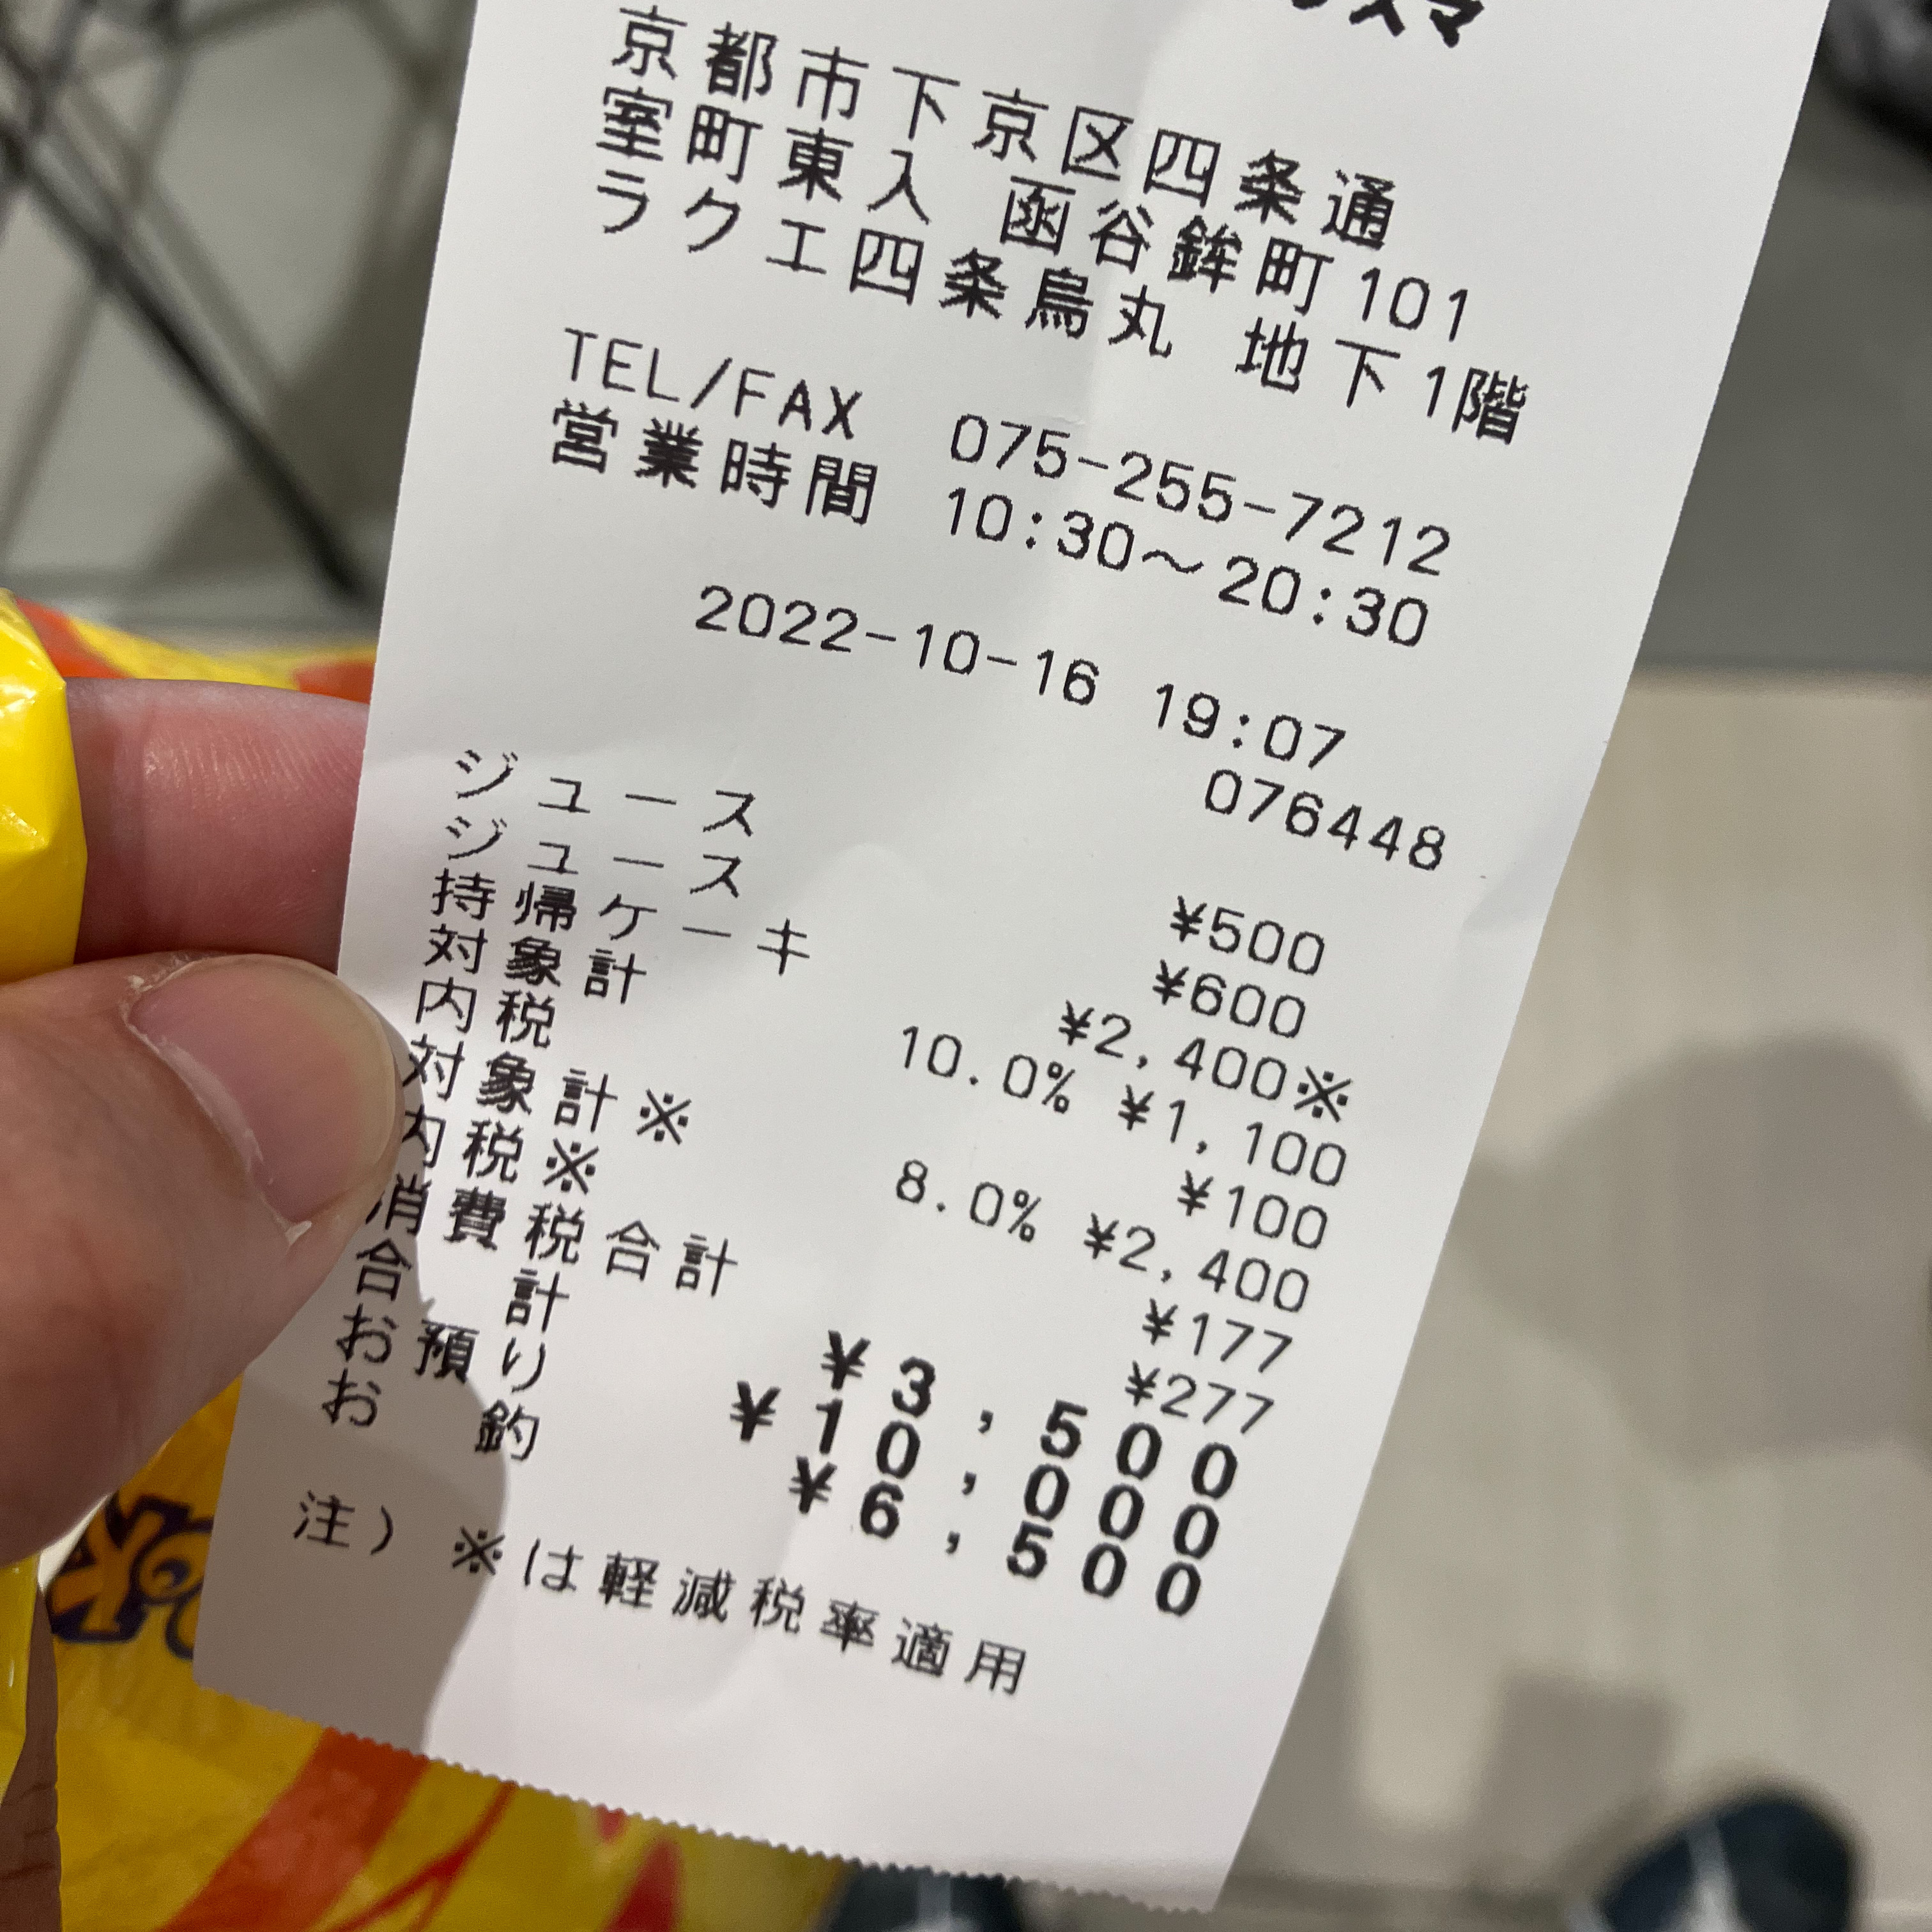 スマ
京都市下京区四条通
室町東入 函谷鉾町101
ラクエ四条烏丸 地下1階
TEL/FAX 075-255-7212
営業時間 10:30～20:30
2022-10-16 19:07
076448
ジュース ¥500
ジュース ¥600
持帰ケーキ ¥2,400※
対象計 10.0% ¥1,100
内税 ¥100
対象計※ 8.0% ¥2,400
内税※ ¥177
消費税合計 ¥277
合計 ¥3,500
お預り ¥10,000
お釣 ¥6,500
注）※は軽減税率適用